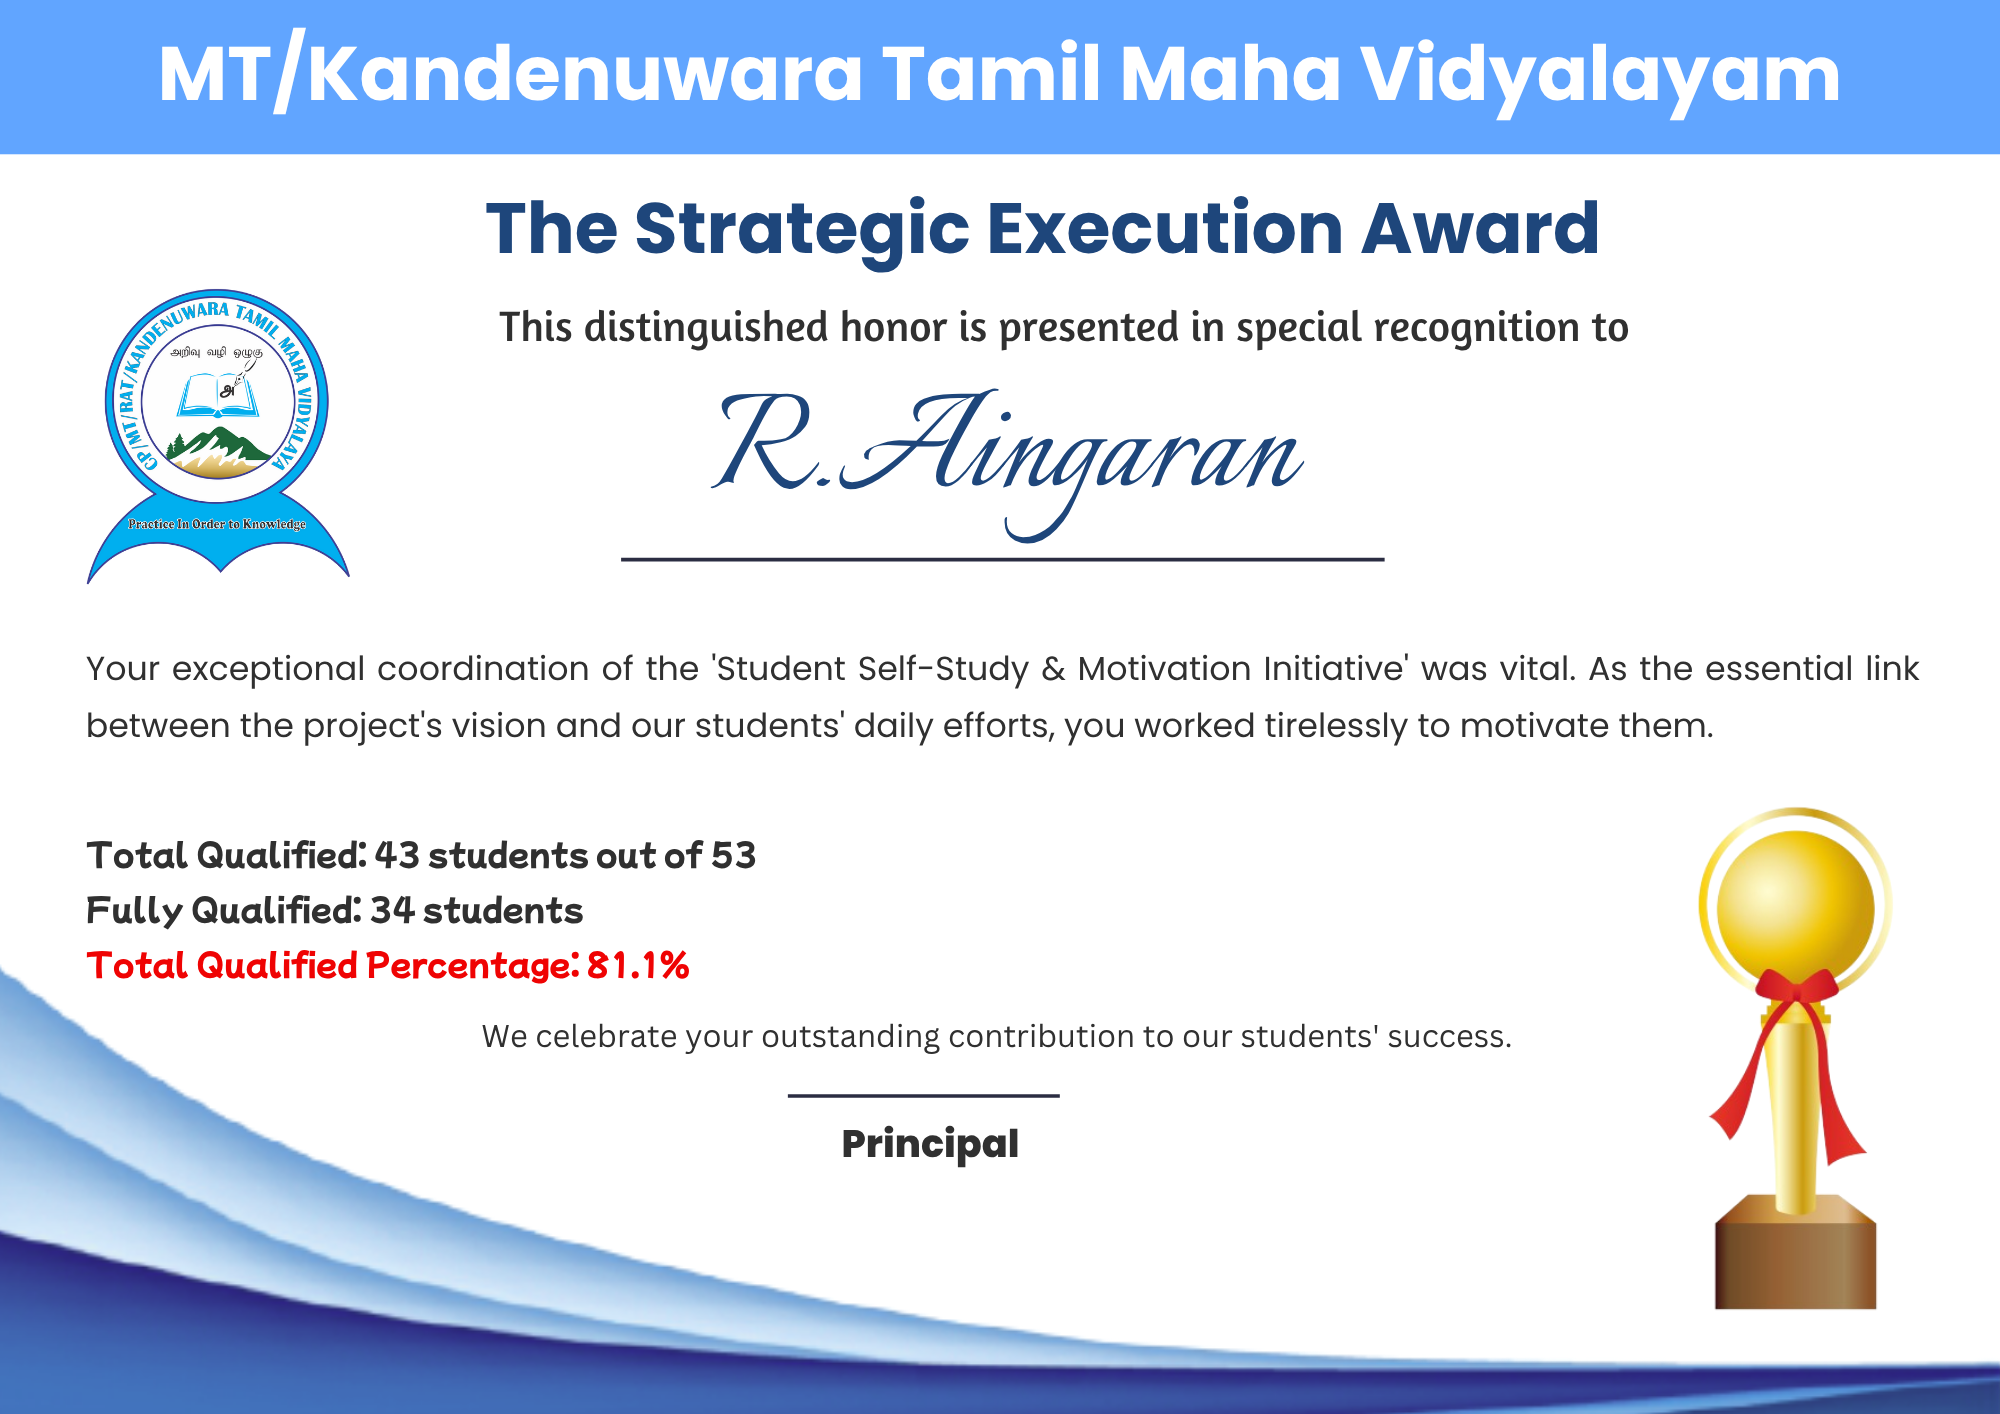 MT/Kandenuwara Tamil Maha Vidyalayam
The Strategic Execution Award
This distinguished honor is presented in special recognition to
CP/MT/RAT/KANDENUWARA TAMIL MAHA VIDYALAYA
அறிவு வழி ஒழுகு
அ
Practice In Order to Knowledge
R.Aingaran
Your exceptional coordination of the 'Student Self-Study & Motivation Initiative' was vital. As the essential link
between the project's vision and our students' daily efforts, you worked tirelessly to motivate them.
Total Qualified: 43 students out of 53
Fully Qualified: 34 students
Total Qualified Percentage: 81.1%
We celebrate your outstanding contribution to our students' success.
Principal